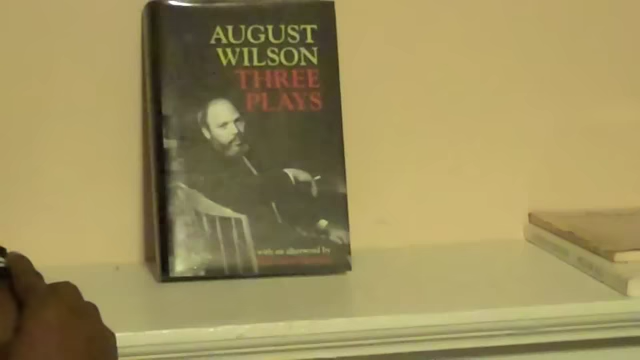 AUGUST
WILSON
THREE
PLAYS
with an afterword by